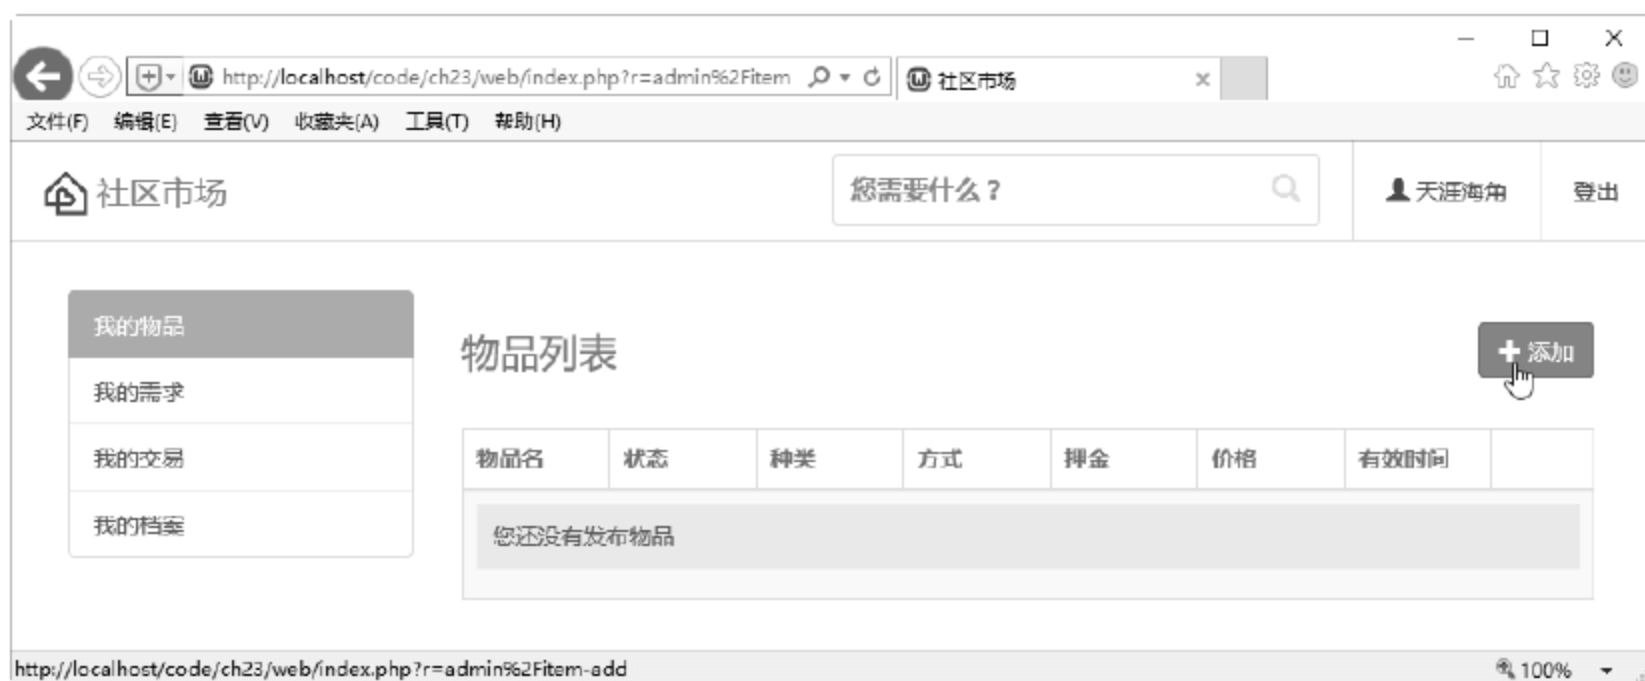 http://localhost/code/ch23/web/index.php?r=admin%2Fitem
社区市场
文件(F) 编辑(E) 查看(V) 收藏夹(A) 工具(T) 帮助(H)
社区市场 您需要什么？ 天涯海角 登出
我的物品
我的需求
我的交易
我的档案
物品列表
添加
物品名 状态 种类 方式 押金 价格 有效时间
您还没有发布物品
http://localhost/code/ch23/web/index.php?r=admin%2Fitem-add
100%